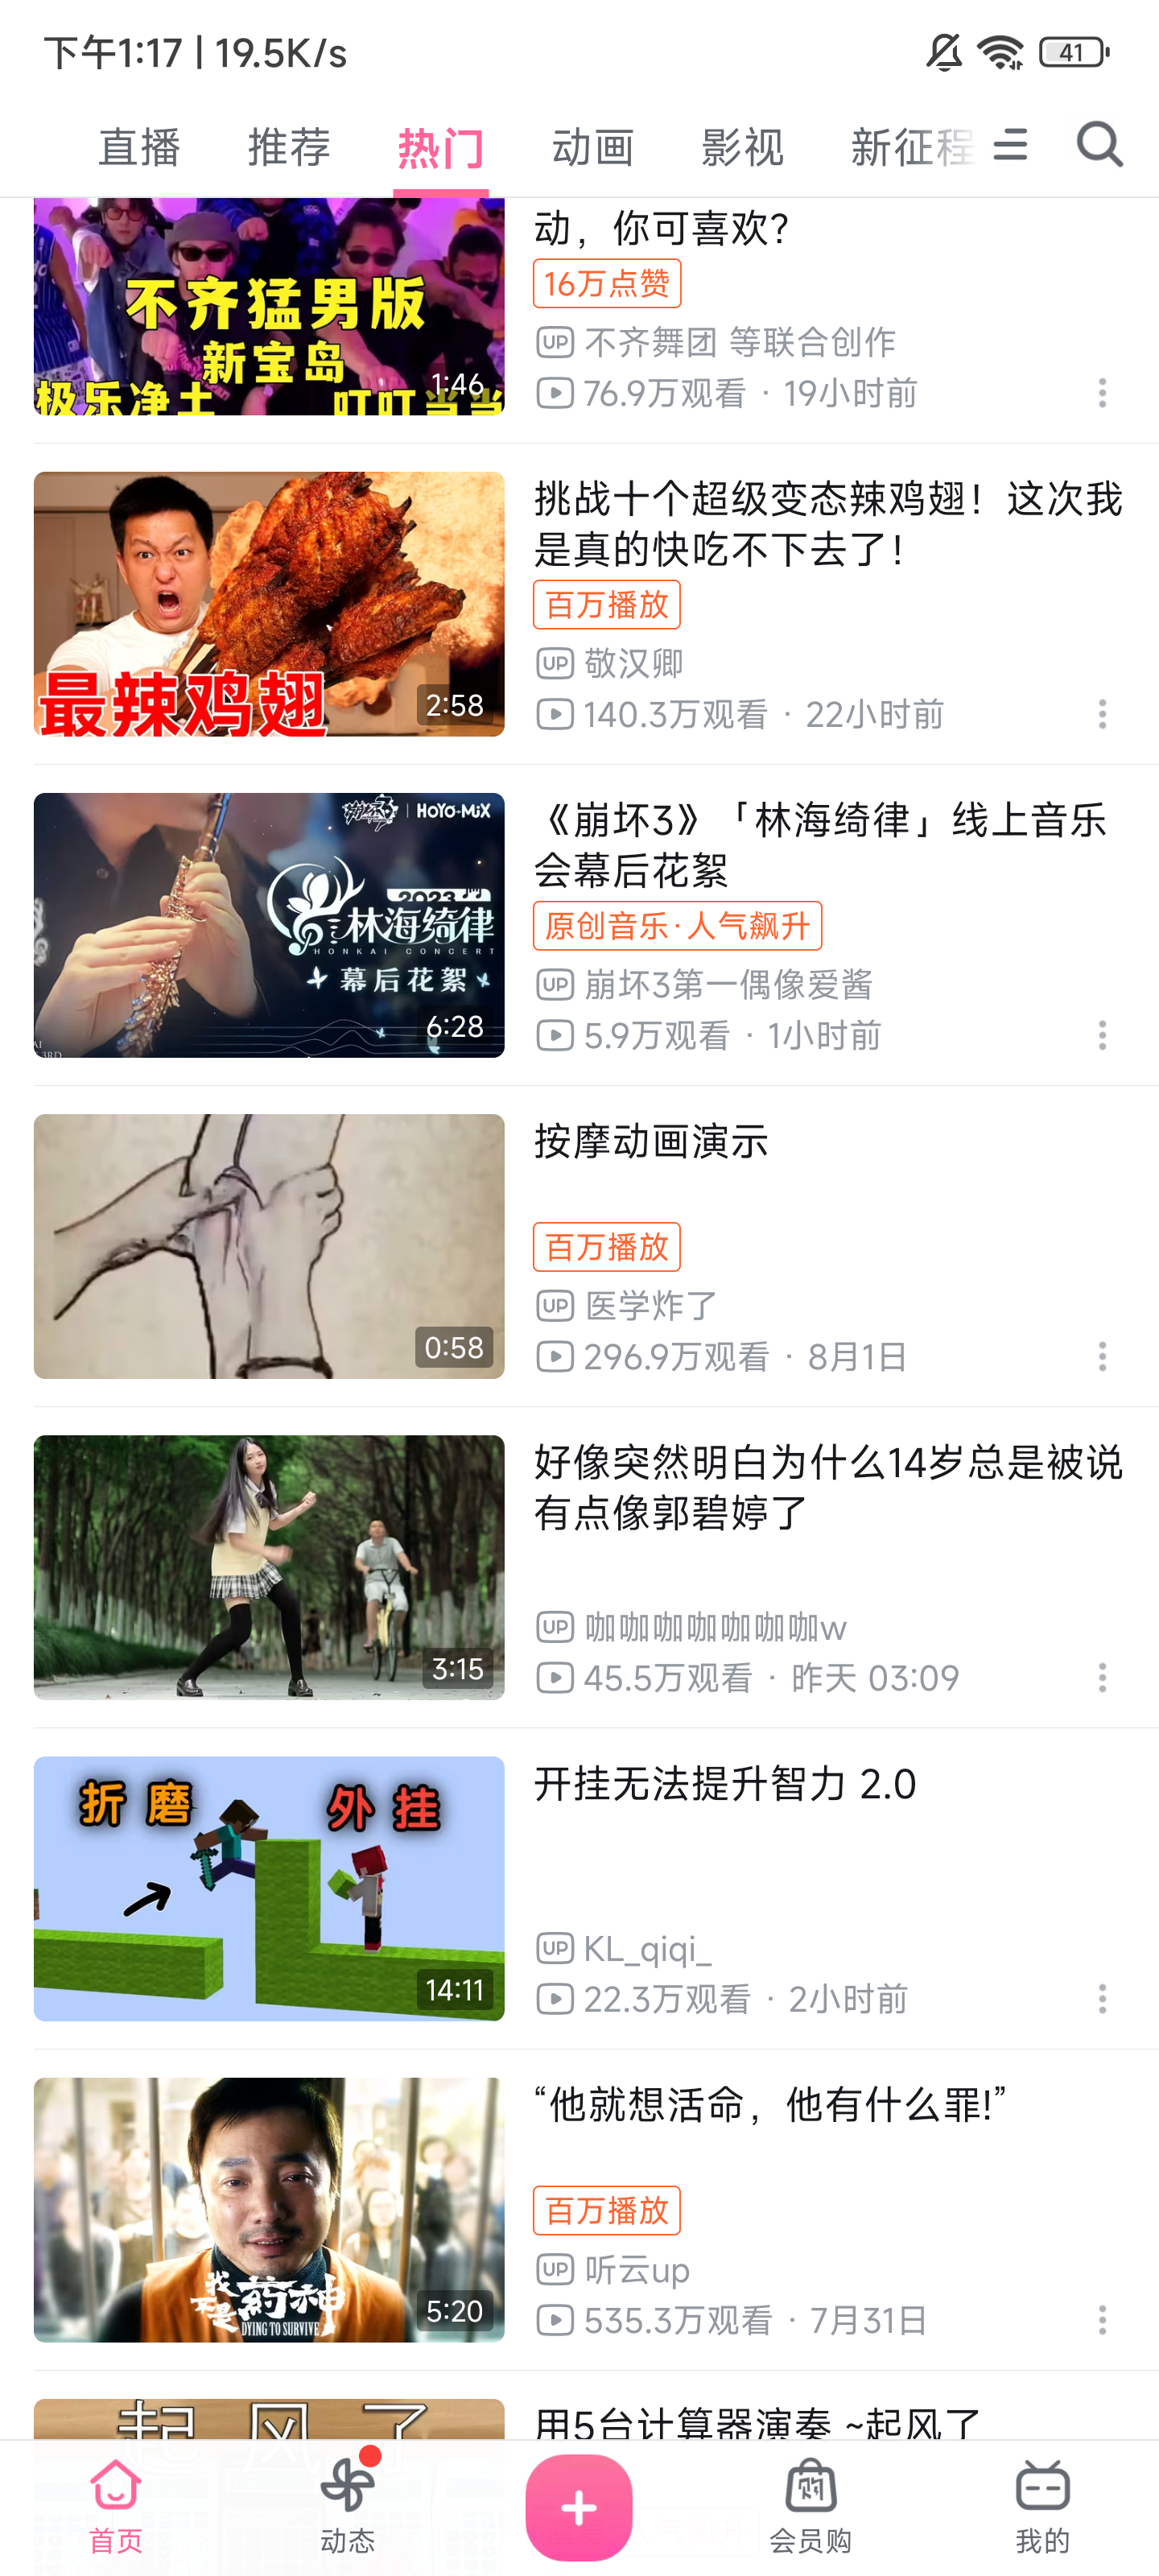 下午1:17 | 19.5K/s
41
直播 推荐 热门 动画 影视 新征程
不齐猛男版
新宝岛
极乐净土 叮叮当当
1:46
动，你可喜欢？
16万点赞
UP 不齐舞团 等联合创作
76.9万观看 · 19小时前
最辣鸡翅
2:58
挑战十个超级变态辣鸡翅！这次我
是真的快吃不下去了！
百万播放
UP 敬汉卿
140.3万观看 · 22小时前
崩坏3 | HOYO-MiX
2023
林海绮律
HONKAI CONCERT
幕后花絮
6:28
《崩坏3》「林海绮律」线上音乐
会幕后花絮
原创音乐·人气飙升
UP 崩坏3第一偶像爱酱
5.9万观看 · 1小时前
0:58
按摩动画演示
百万播放
UP 医学炸了
296.9万观看 · 8月1日
3:15
好像突然明白为什么14岁总是被说
有点像郭碧婷了
UP 咖咖咖咖咖咖咖w
45.5万观看 · 昨天 03:09
折磨 外挂
14:11
开挂无法提升智力 2.0
UP KL_qiqi_
22.3万观看 · 2小时前
我不是药神
DYING TO SURVIVE
5:20
“他就想活命，他有什么罪!”
百万播放
UP 听云up
535.3万观看 · 7月31日
起风了
用5台计算器演奏 ~起风了
首页 动态 会员购 我的